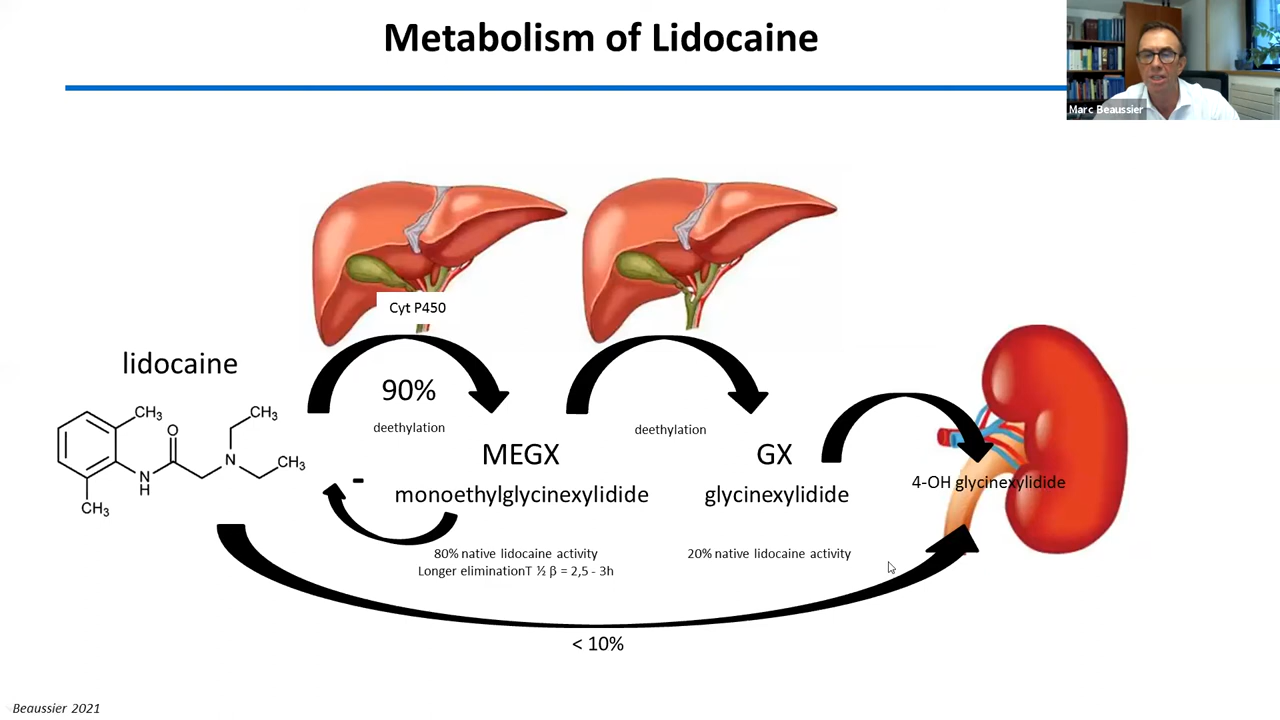 Metabolism of Lidocaine
Marc Beaussier
Cyt P450
lidocaine
90%
deethylation
deethylation
CH₃
CH₃
O
N
CH₃
N
H
CH₃
MEGX
monoethylglycinexylidide
-
GX
glycinexylidide
4-OH glycinexylidide
80% native lidocaine activity
Longer eliminationT ½ β = 2,5 - 3h
20% native lidocaine activity
< 10%
Beaussier 2021